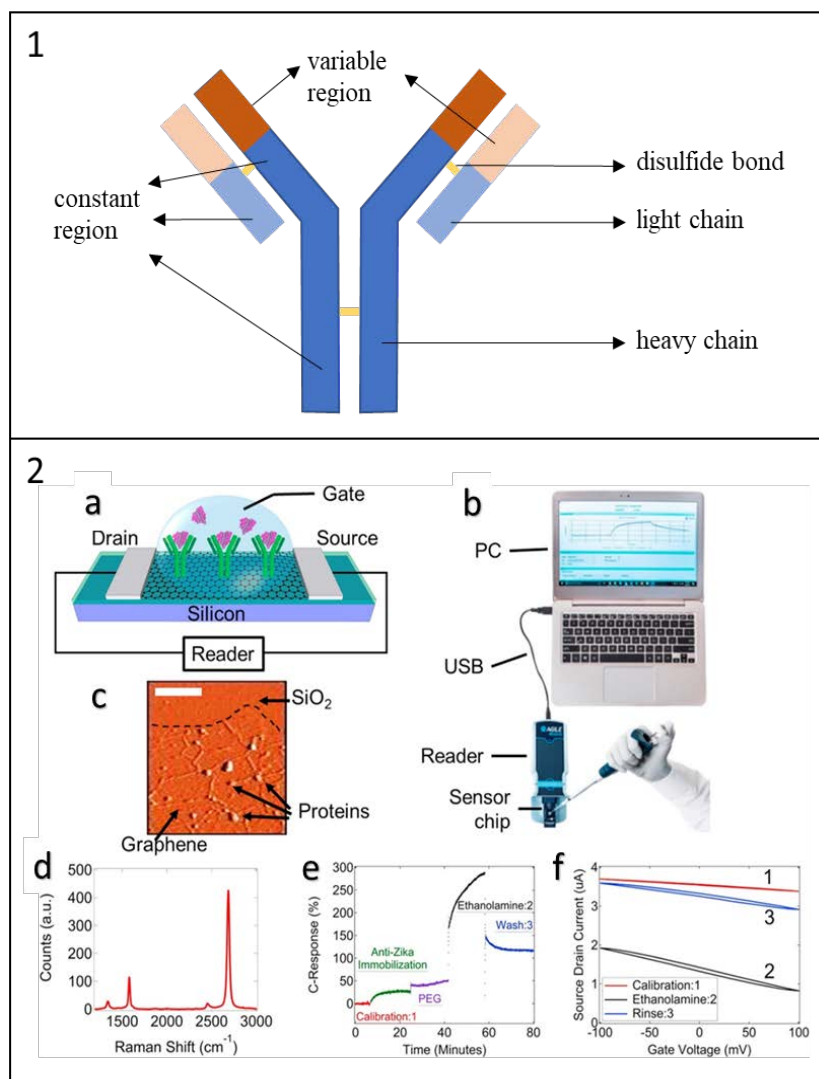 1
variable
region
constant
region
disulfide bond
light chain
heavy chain
2
a
Gate
Drain
Source
Silicon
Reader
b
PC
USB
Reader
Sensor
chip
c
SiO2
Proteins
Graphene
d
500
400
300
200
100
0
Counts (a.u.)
1500 2000 2500 3000
Raman Shift (cm-1)
e
300
250
200
150
100
50
0
C-Response (%)
Ethanolamine:2
Wash:3
Anti-Zika
Immobilization
PEG
Calibration:1
0 20 40 60 80
Time (Minutes)
f
4
3
2
1
0
Source Drain Current (uA)
1
3
2
Calibration:1
Ethanolamine:2
Rinse:3
-100 -50 0 50 100
Gate Voltage (mV)